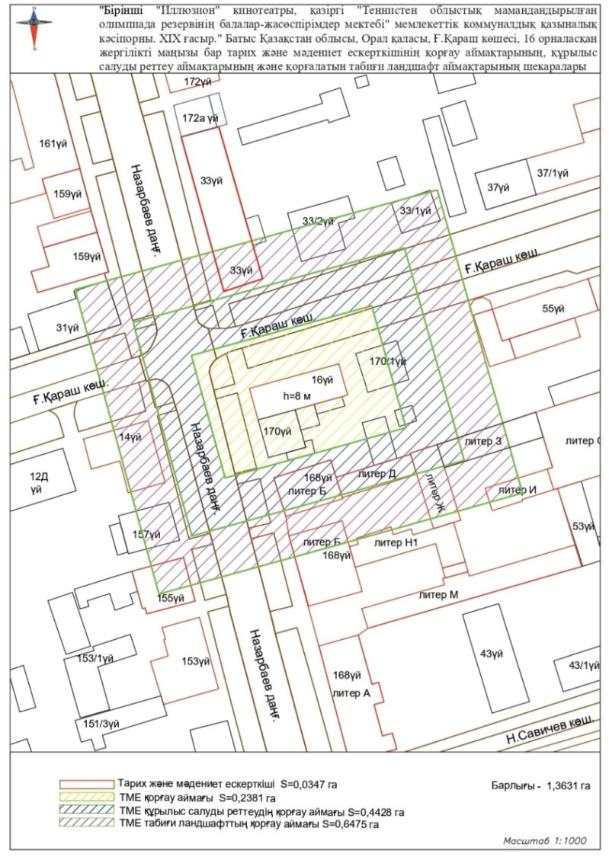 "Бірінші "Иллюзион" кинотеатры, қазіргі "Теннистен облыстық мамандандырылған
олимпиада резервінің балалар-жасөспірімдер мектебі" мемлекеттік коммуналдық қазыналық
кәсіпорны. XIX ғасыр." Батыс Қазақстан облысы, Орал қаласы, Ғ.Қараш көшесі, 16 орналасқан
жергілікті маңызы бар тарих және мәдениет ескерткішінің қорғау аймақтарының, құрылыс
салуды реттеу аймақтарының және қорғалатын табиғи ландшафт аймақтарының шекаралары
172үй
172а үй
161үй
Назарбаев даңғ.
33үй
37/1үй
159үй
37үй
33/2үй
33/1үй
159үй
33үй
Ғ.Қараш көш.
31үй
Ғ.Қараш көш.
55үй
170/1үй
16үй
Ғ.Қараш көш.
h=8 м
170үй
14үй
Назарбаев даңғ.
литер З
12Д
үй
168үй
литер Д
литер Б
литер Ж
литер И
53үй
157үй
литер Б
литер Н1
168үй
155үй
литер М
Назарбаев даңғ.
153/1үй
153үй
43үй
43/1үй
168үй
литер А
151/3үй
Н.Савичев көш.
Тарих және мәдениет ескерткіші S=0,0347 га
Барлығы - 1,3631 га
ТМЕ қорғау аймағы S=0,2381 га
ТМЕ құрылыс салуды реттеудің қорғау аймағы S=0,4428 га
ТМЕ табиғи ландшафттың қорғау аймағы S=0,6475 га
Масштаб 1:1000